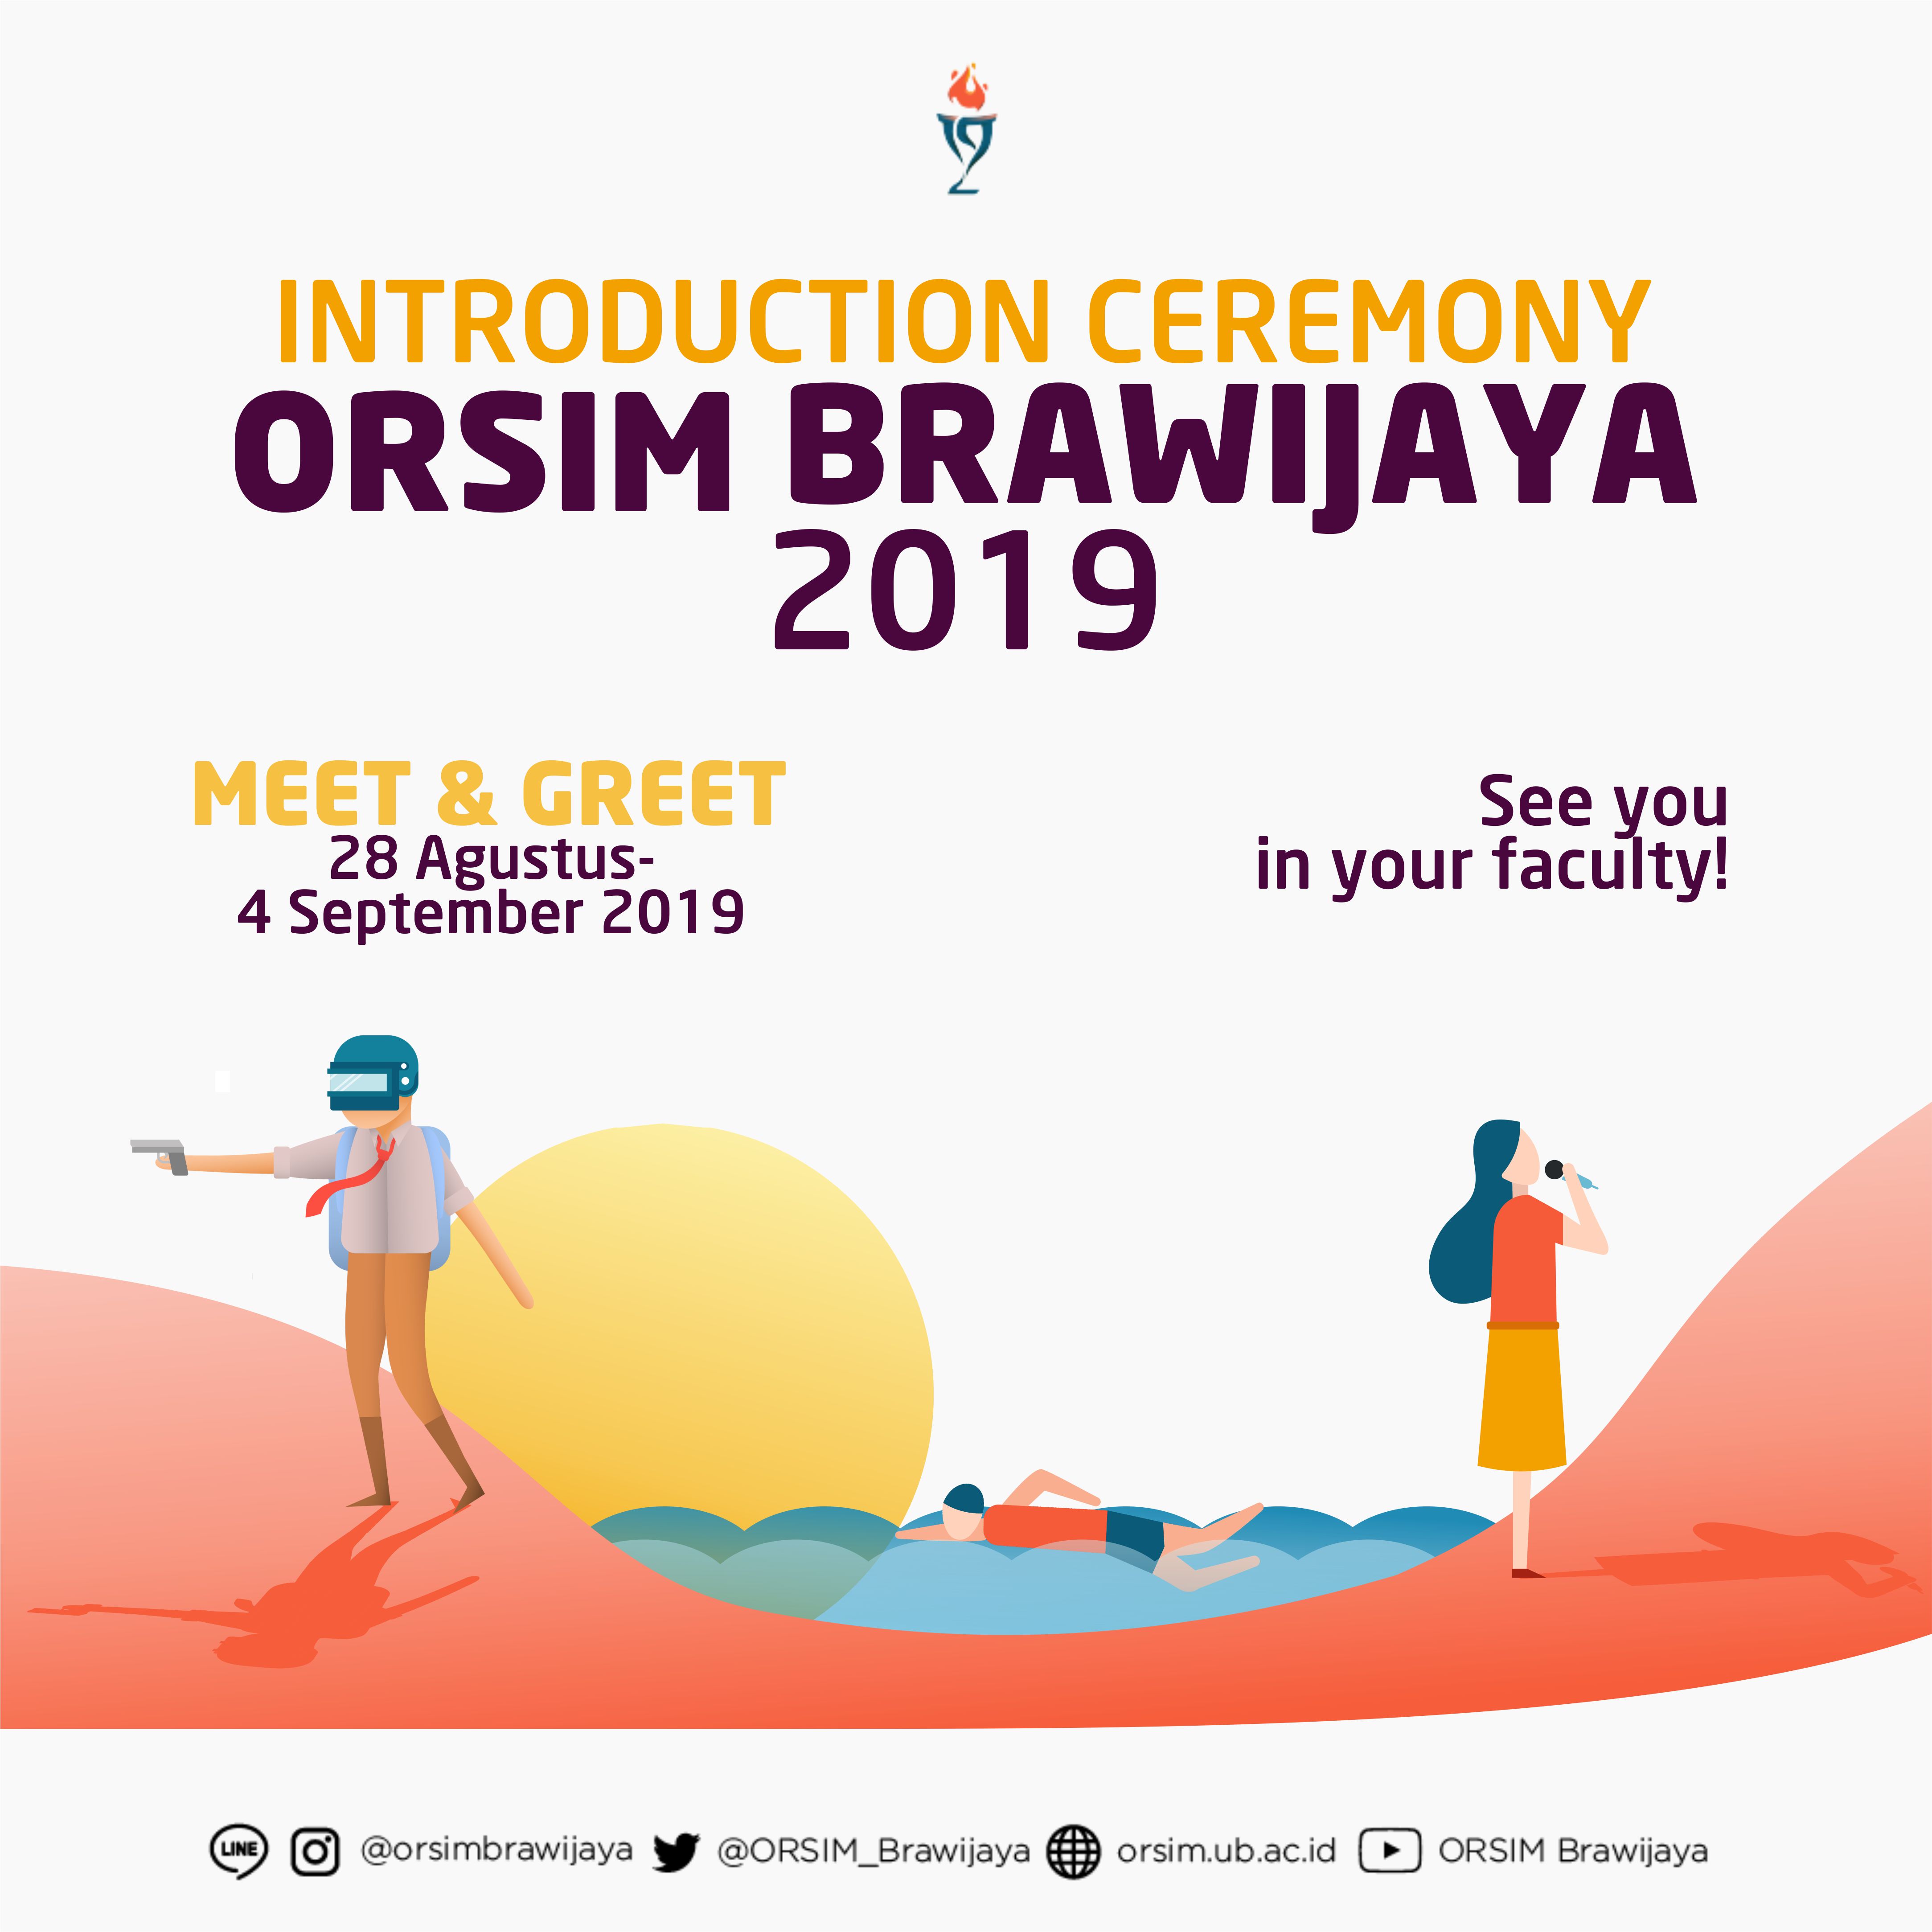 INTRODUCTION CEREMONY
ORSIM BRAWIJAYA
2019
MEET & GREET
28 Agustus-
4 September 2019
See you
in your faculty!
LINE @orsimbrawijaya @ORSIM_Brawijaya orsim.ub.ac.id ORSIM Brawijaya